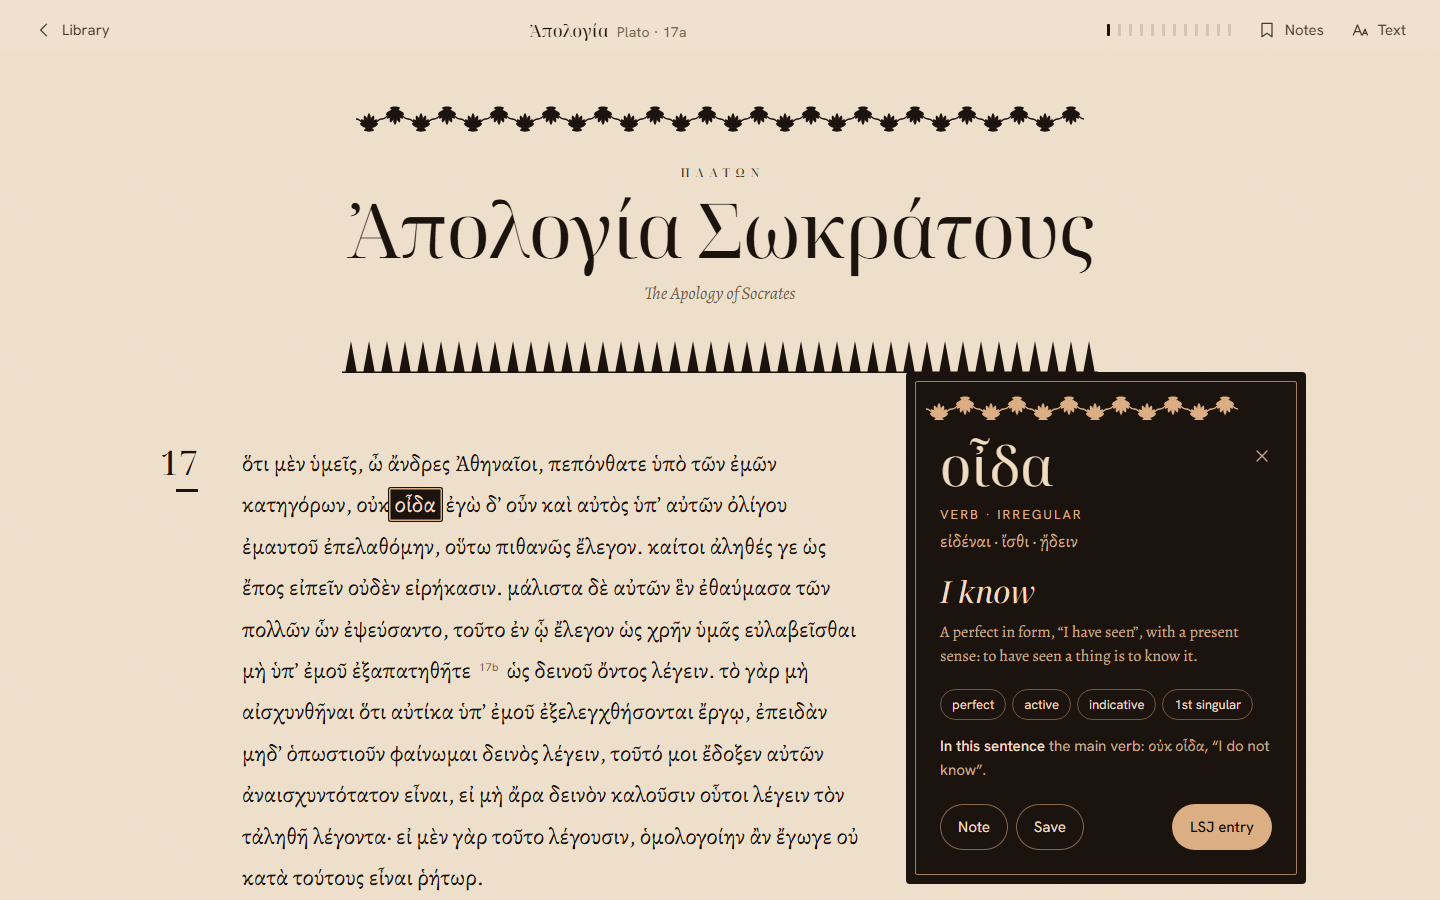 Library
Ἀπολογία Plato · 17a
Notes
Text
ΠΛΑΤΩΝ
Ἀπολογία Σωκράτους
The Apology of Socrates
17
ὅτι μὲν ὑμεῖς, ὦ ἄνδρες Ἀθηναῖοι, πεπόνθατε ὑπὸ τῶν ἐμῶν
κατηγόρων, οὐκ οἶδα ἐγὼ δ’ οὖν καὶ αὐτὸς ὑπ’ αὐτῶν ὀλίγου
ἐμαυτοῦ ἐπελαθόμην, οὕτω πιθανῶς ἔλεγον. καίτοι ἀληθές γε ὡς
ἔπος εἰπεῖν οὐδὲν εἰρήκασιν. μάλιστα δὲ αὐτῶν ἓν ἐθαύμασα τῶν
πολλῶν ὧν ἐψεύσαντο, τοῦτο ἐν ᾧ ἔλεγον ὡς χρῆν ὑμᾶς εὐλαβεῖσθαι
μὴ ὑπ’ ἐμοῦ ἐξαπατηθῆτε 17b ὡς δεινοῦ ὄντος λέγειν. τὸ γὰρ μὴ
αἰσχυνθῆναι ὅτι αὐτίκα ὑπ’ ἐμοῦ ἐξελεγχθήσονται ἔργῳ, ἐπειδὰν
μηδ’ ὁπωστιοῦν φαίνωμαι δεινὸς λέγειν, τοῦτό μοι ἔδοξεν αὐτῶν
ἀναισχυντότατον εἶναι, εἰ μὴ ἄρα δεινὸν καλοῦσιν οὗτοι λέγειν τὸν
τἀληθῆ λέγοντα· εἰ μὲν γὰρ τοῦτο λέγουσιν, ὁμολογοίην ἂν ἔγωγε οὐ
κατὰ τούτους εἶναι ῥήτωρ.
οἶδα
VERB · IRREGULAR
εἰδέναι · ἴσθι · ᾔδειν
I know
A perfect in form, “I have seen”, with a present
sense: to have seen a thing is to know it.
perfect
active
indicative
1st singular
In this sentence the main verb: οὐκ οἶδα, “I do not
know”.
Note
Save
LSJ entry